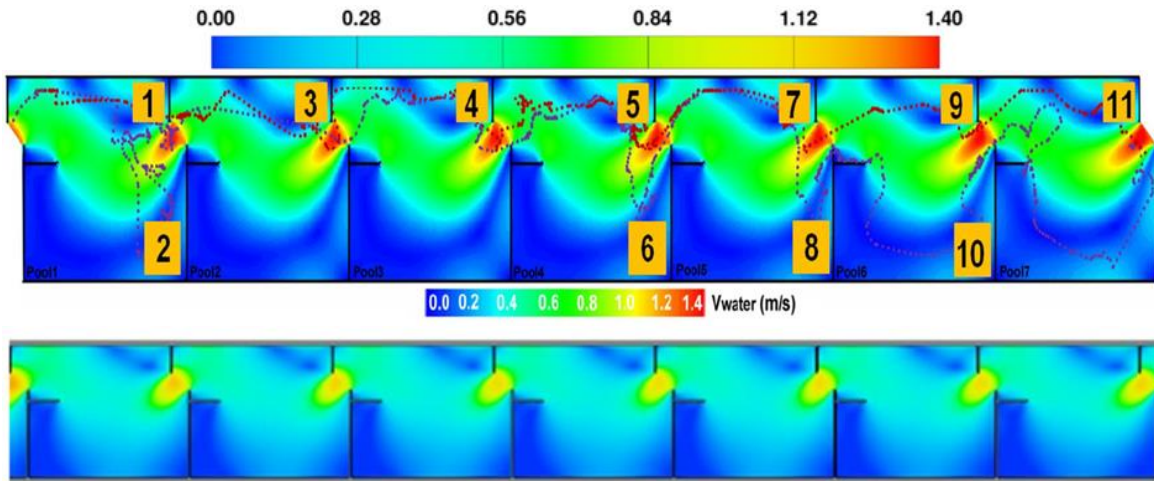 0.00 0.28 0.56 0.84 1.12 1.40
1 3 4 5 7 9 11
2 6 8 10
Pool1 Pool2 Pool3 Pool4 Pool5 Pool6 Pool7
0.0 0.2 0.4 0.6 0.8 1.0 1.2 1.4 Vwater (m/s)